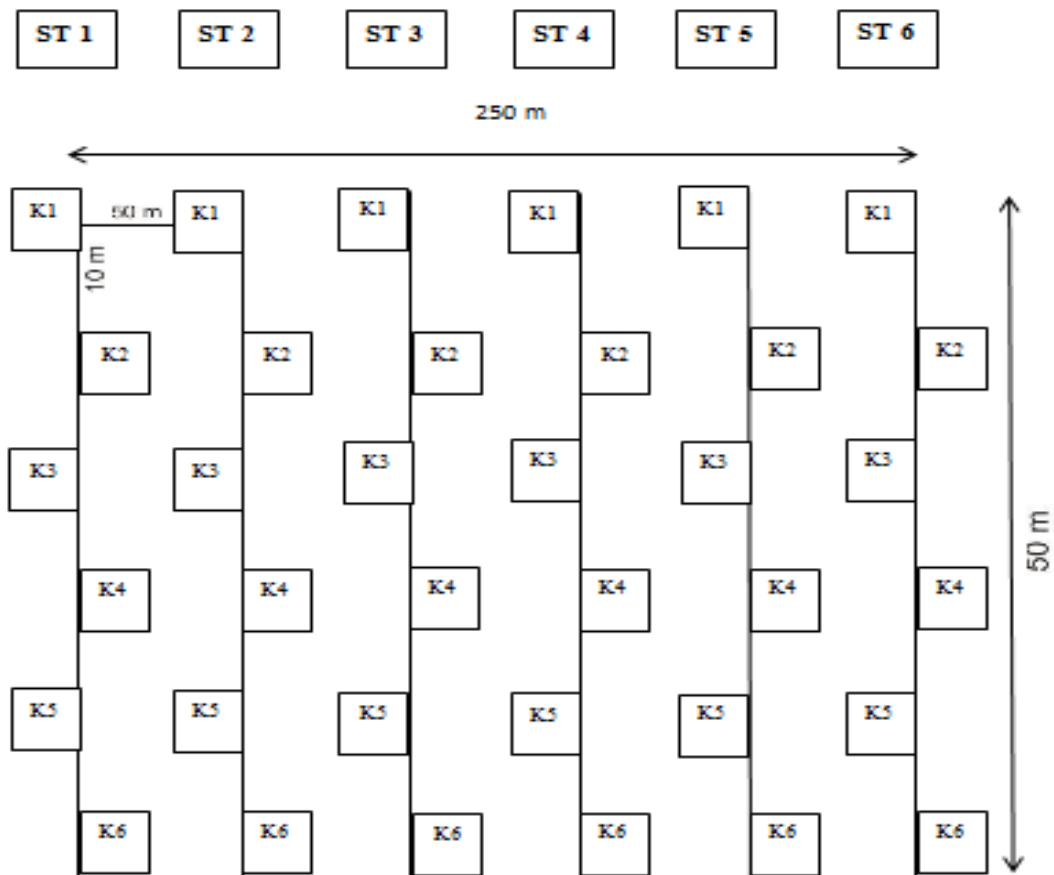 ST 1 ST 2 ST 3 ST 4 ST 5 ST 6
250 m
K1 50 m K1 K1 K1 K1 K1
10 m
K2 K2 K2 K2 K2 K2
K3 K3 K3 K3 K3 K3
50 m
K4 K4 K4 K4 K4 K4
K5 K5 K5 K5 K5 K5
K6 K6 K6 K6 K6 K6